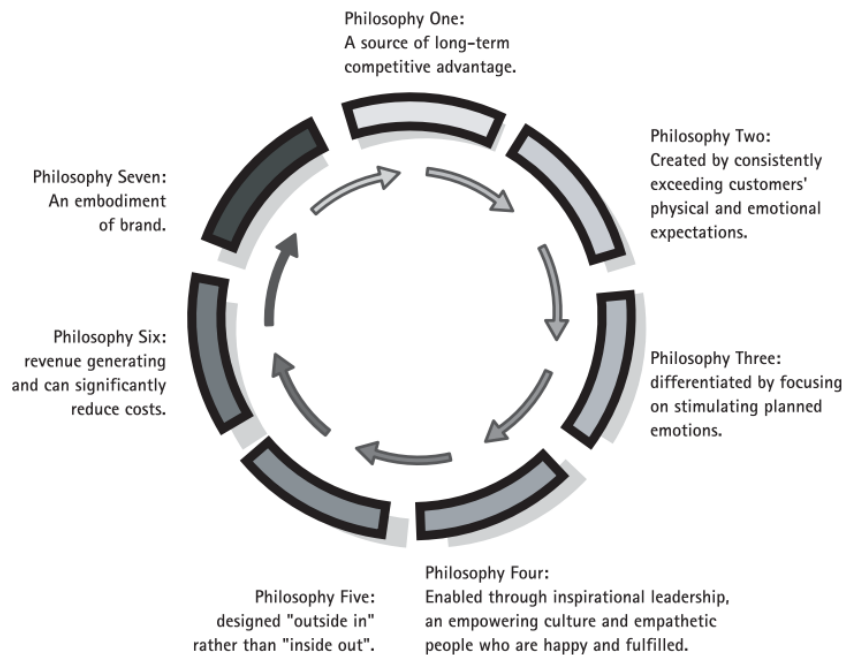 Philosophy One:
A source of long-term
competitive advantage.
Philosophy Two:
Created by consistently
exceeding customers'
physical and emotional
expectations.
Philosophy Three:
differentiated by focusing
on stimulating planned
emotions.
Philosophy Four:
Enabled through inspirational leadership,
an empowering culture and empathetic
people who are happy and fulfilled.
Philosophy Five:
designed "outside in"
rather than "inside out".
Philosophy Six:
revenue generating
and can significantly
reduce costs.
Philosophy Seven:
An embodiment
of brand.